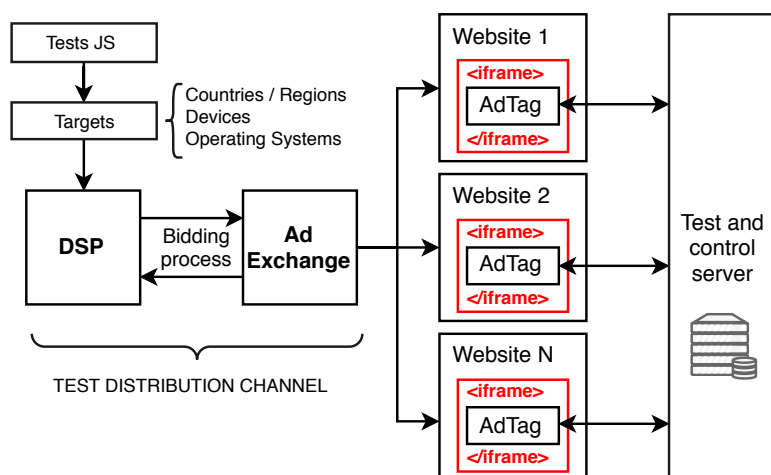 Tests JS
Targets
Countries / Regions
Devices
Operating Systems
DSP
Bidding
process
Ad
Exchange
TEST DISTRIBUTION CHANNEL
Website 1
<iframe>
AdTag
</iframe>
Website 2
<iframe>
AdTag
</iframe>
Website N
<iframe>
AdTag
</iframe>
Test and
control
server